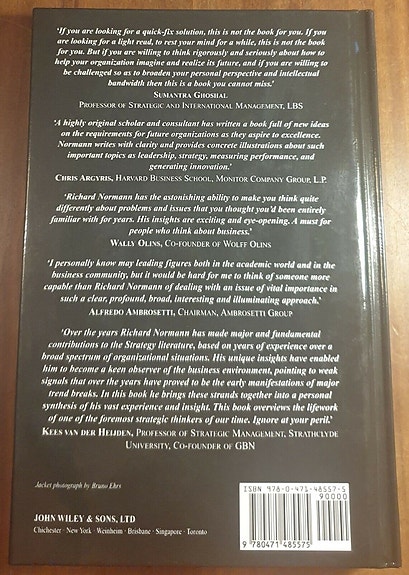 ‘If you are looking for a quick-fix solution, this is not the book for you. If you
are looking for a light read, to rest your mind for a while, this is not the book
for you. But if you are willing to think rigorously and seriously about how to
help your organization imagine and realize its future, and if you are willing to
be challenged so as to broaden your personal perspective and intellectual
bandwidth then this is a book you cannot miss.’
Sumantra Ghoshal
Professor of Strategic and International Management, LBS
‘A highly original scholar and consultant has written a book full of new ideas
on the requirements for future organizations as they aspire to excellence.
Normann writes with clarity and provides concrete illustrations about such
important topics as leadership, strategy, measuring performance, and
generating innovation.’
Chris Argyris, Harvard Business School, Monitor Company Group, L.P.
‘Richard Normann has the astonishing ability to make you think quite
differently about problems and issues that you thought you'd been entirely
familiar with for years. His insights are exciting and eye-opening. A must for
people who think about business.’
Wally Olins, Co-founder of Wolff Olins
‘I personally know may leading figures both in the academic world and in
the business community, but it would be hard for me to think of someone more
capable than Richard Normann of dealing with an issue of vital importance in
such a clear, profound, broad, interesting and illuminating approach.’
Alfredo Ambrosetti, Chairman, Ambrosetti Group
‘Over the years Richard Normann has made major and fundamental
contributions to the Strategy literature, based on years of experience over a
broad spectrum of organizational situations. His unique insights have enabled
him to become a keen observer of the business environment, pointing to weak
signals that over the years have proved to be the early manifestations of major
trend breaks. In this book he brings these strands together into a personal
synthesis of his vast experience and insight. This book overviews the lifework
of one of the foremost strategic thinkers of our time. Ignore at your peril.’
Kees van der Heijden, Professor of Strategic Management, Strathclyde
University, Co-founder of GBN
Jacket photograph by Bruno Ehrs
JOHN WILEY & SONS, LTD
Chichester · New York · Weinheim · Brisbane · Singapore · Toronto
ISBN 978-0-471-48557-5
90000
9 780471 485575